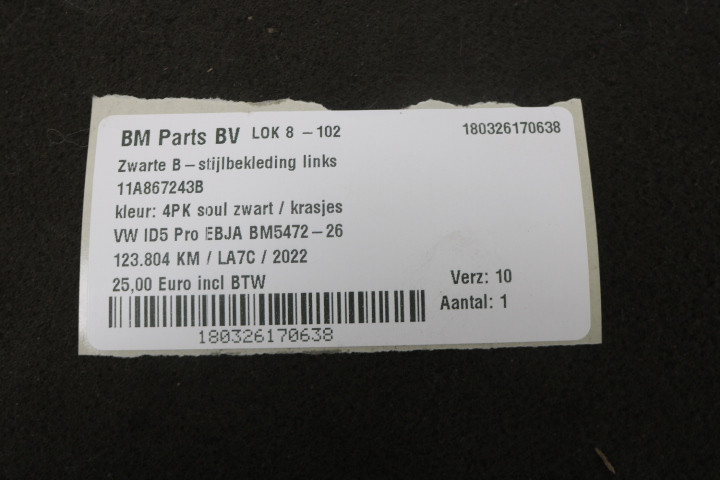 BM Parts BV LOK 8 - 102 180326170638
Zwarte B-stijlbekleding links
11A867243B
kleur: 4PK soul zwart / krasjes
VW ID5 Pro EBJA BM5472-26
123.804 KM / LA7C / 2022
25,00 Euro incl BTW Verz: 10
Aantal: 1
180326170638